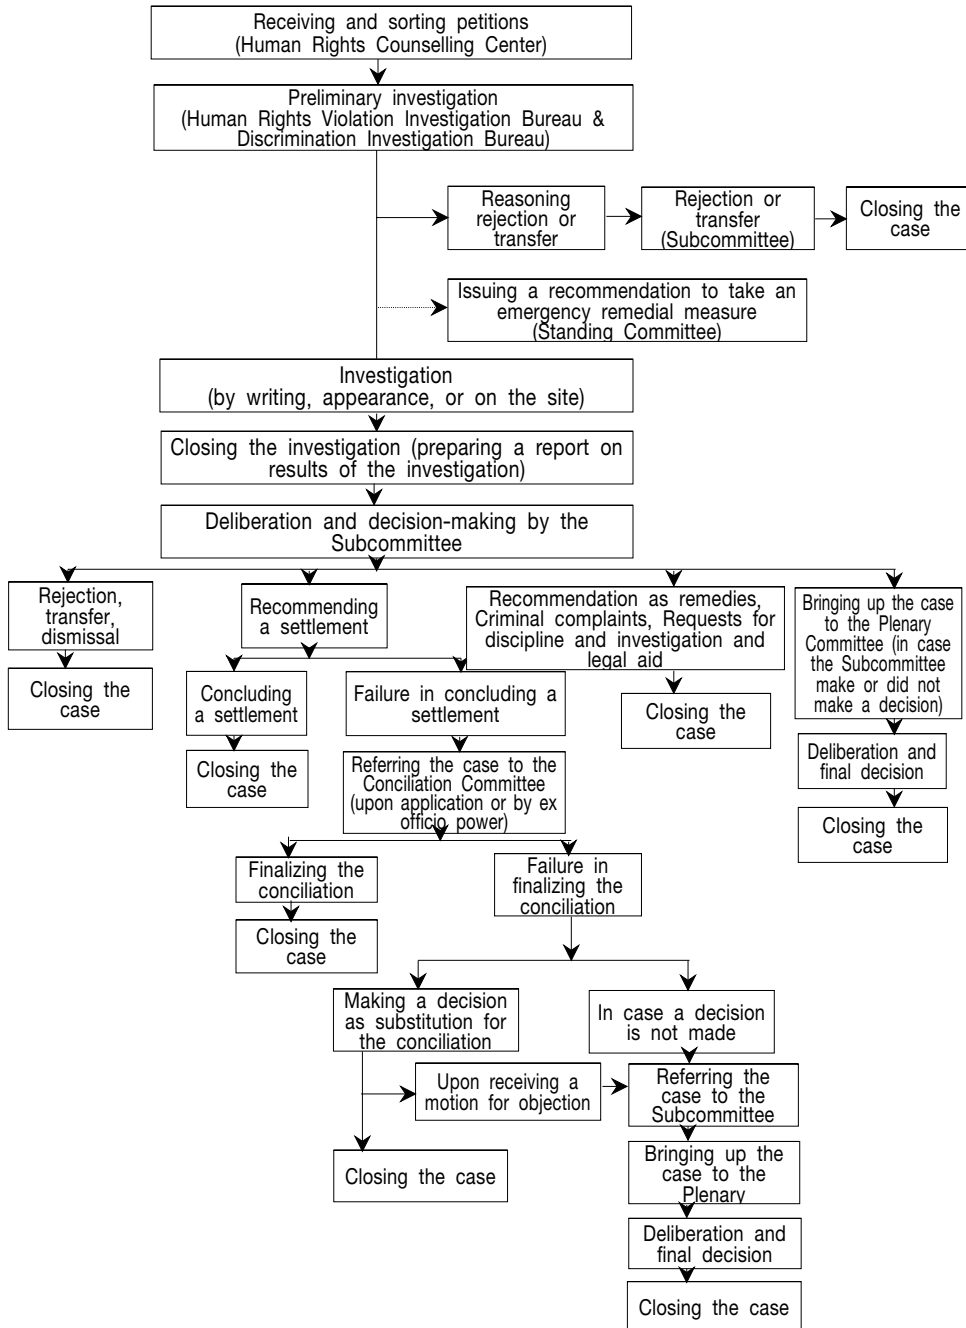 Receiving and sorting petitions
(Human Rights Counselling Center)
Preliminary investigation
(Human Rights Violation Investigation Bureau &
Discrimination Investigation Bureau)
Reasoning
rejection or
transfer
Rejection or
transfer
(Subcommittee)
Closing the
case
Issuing a recommendation to take an
emergency remedial measure
(Standing Committee)
Investigation
(by writing, appearance, or on the site)
Closing the investigation (preparing a report on
results of the investigation)
Deliberation and decision-making by the
Subcommittee
Rejection,
transfer,
dismissal
Closing the
case
Recommending
a settlement
Concluding
a settlement
Closing the
case
Failure in concluding a
settlement
Referring the case to the
Conciliation Committee
(upon application or by ex
officio power)
Recommendation as remedies,
Criminal complaints, Requests for
discipline and investigation and
legal aid
Closing the
case
Bringing up the case
to the Plenary
Committee (in case
the Subcommittee
make or did not
make a decision)
Deliberation and
final decision
Closing the
case
Finalizing the
conciliation
Closing the
case
Failure in
finalizing the
conciliation
Making a decision
as substitution for
the conciliation
In case a decision
is not made
Upon receiving a
motion for objection
Referring the
case to the
Subcommittee
Closing the case
Bringing up the
case to the
Plenary
Deliberation and
final decision
Closing the case